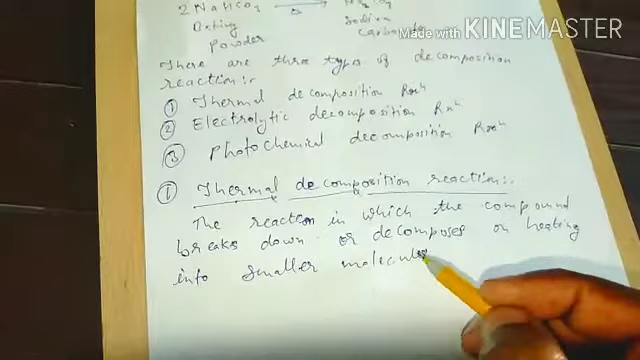 2 NaHCO3 →
Baking Sodium
Powder Carbonate
Made with KINEMASTER
There are three types of decomposition
reaction:-
① Thermal decomposition Rxn
② Electrolytic decomposition Rxn
③ Photochemical decomposition Rxn
① Thermal decomposition reaction:-
The reaction in which the compound
breaks down or decomposes on heating
into smaller molecules